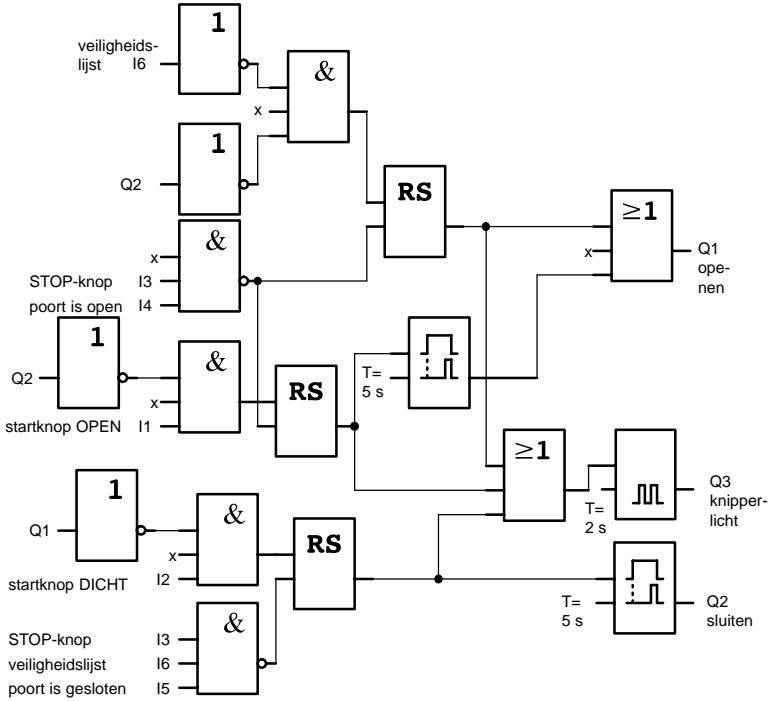 1
veiligheids-
lijst I6
&
x
1
Q2
RS
&
x
STOP-knop I3
poort is open I4
≥1
x
Q1
ope-
nen
1
Q2
&
x
startknop OPEN I1
RS
T=
5 s
≥1
T=
2 s
Q3
knipper-
licht
1
Q1
&
x
startknop DICHT I2
RS
T=
5 s
Q2
sluiten
&
STOP-knop I3
veiligheidslijst I6
poort is gesloten I5